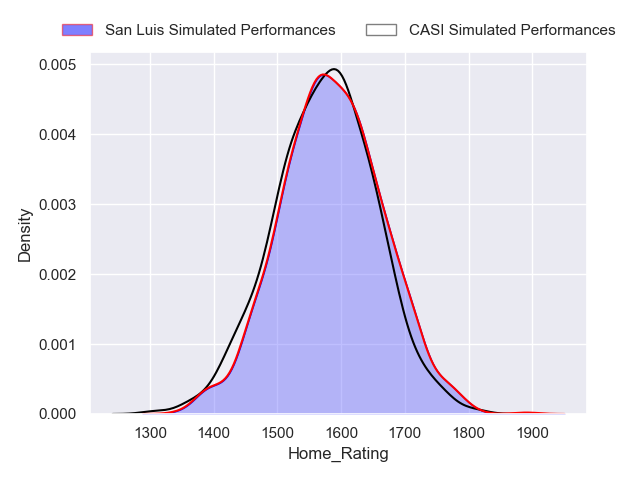 San Luis Simulated Performances CASI Simulated Performances
0.005
0.004
0.003
0.002
0.001
0.000
Density
1300 1400 1500 1600 1700 1800 1900
Home_Rating